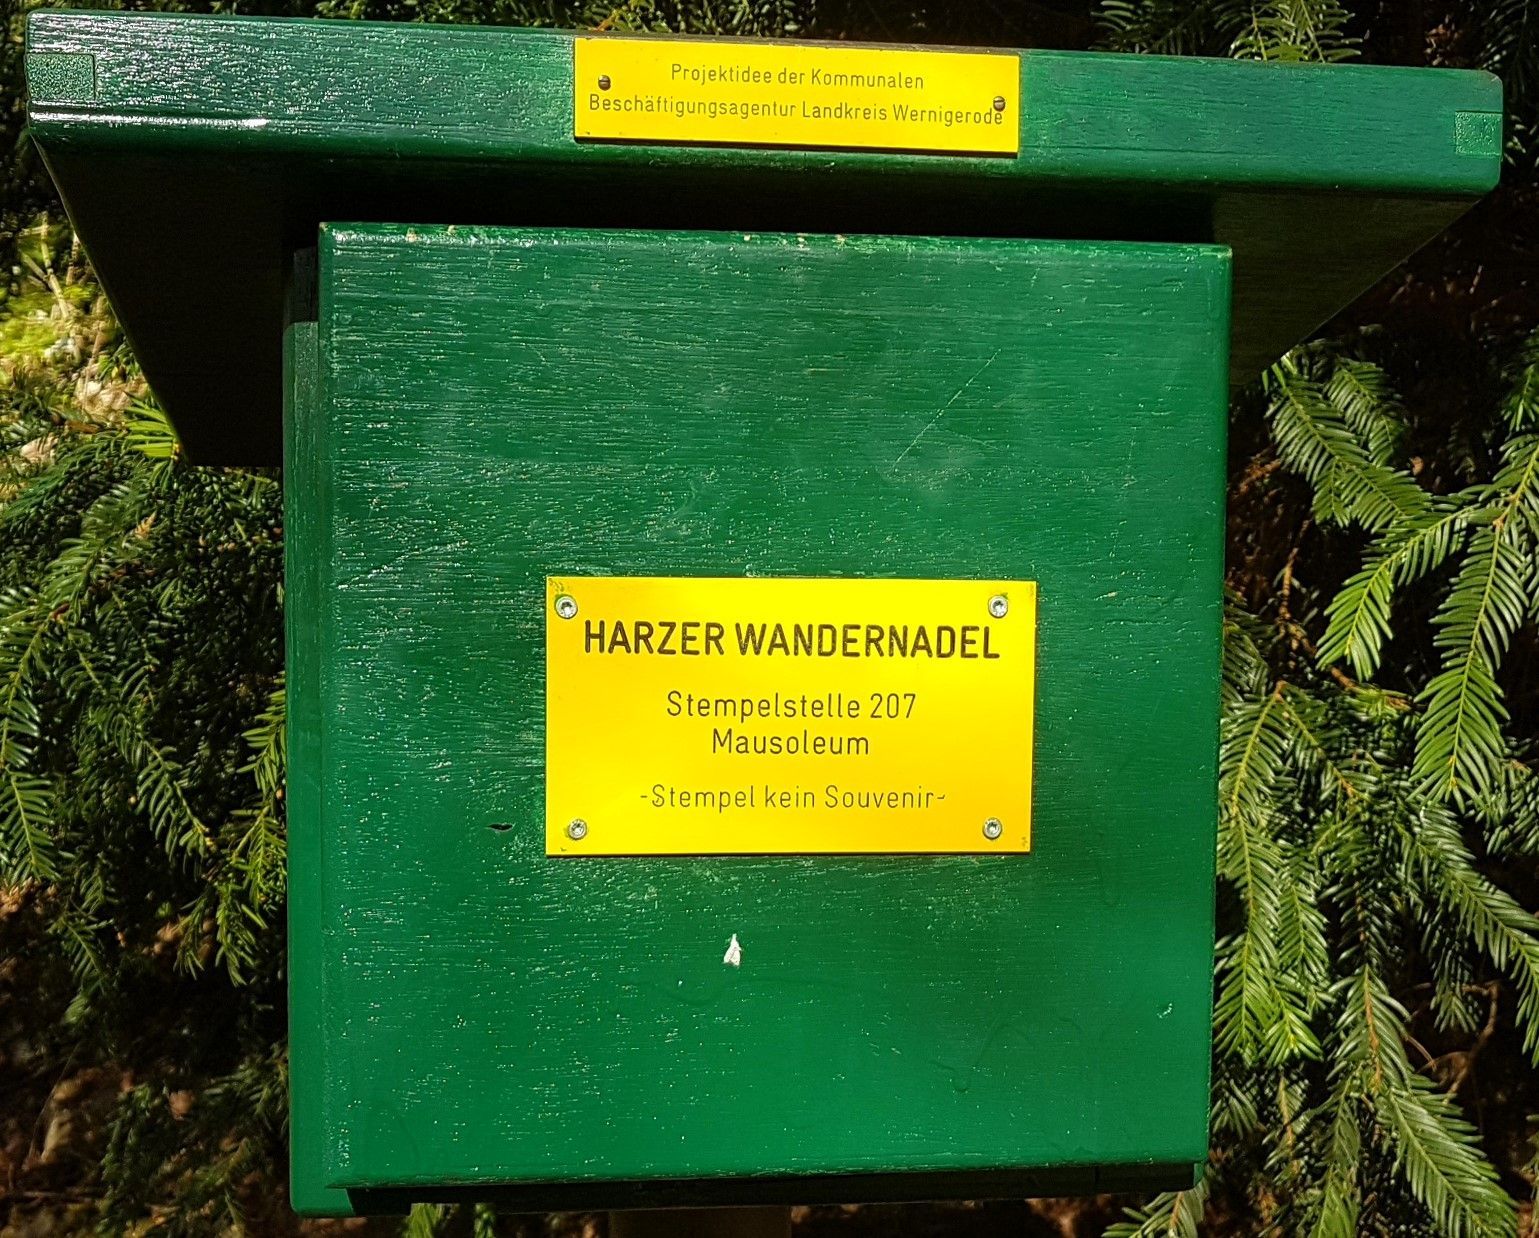 Projektidee der Kommunalen
Beschäftigungsagentur Landkreis Wernigerode
HARZER WANDERNADEL
Stempelstelle 207
Mausoleum
-Stempel kein Souvenir-